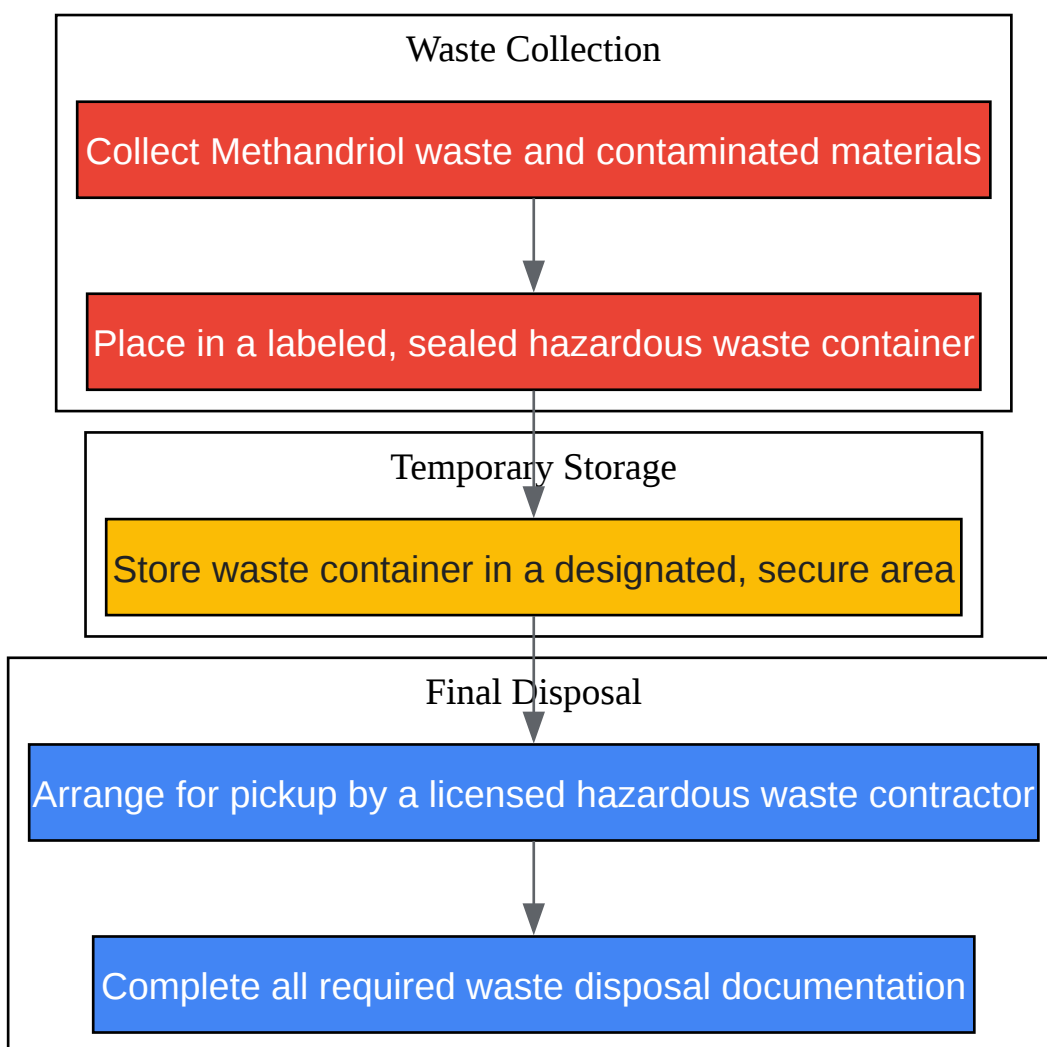 Waste Collection
Collect Methandriol waste and contaminated materials
Place in a labeled, sealed hazardous waste container
Temporary Storage
Store waste container in a designated, secure area
Final Disposal
Arrange for pickup by a licensed hazardous waste contractor
Complete all required waste disposal documentation